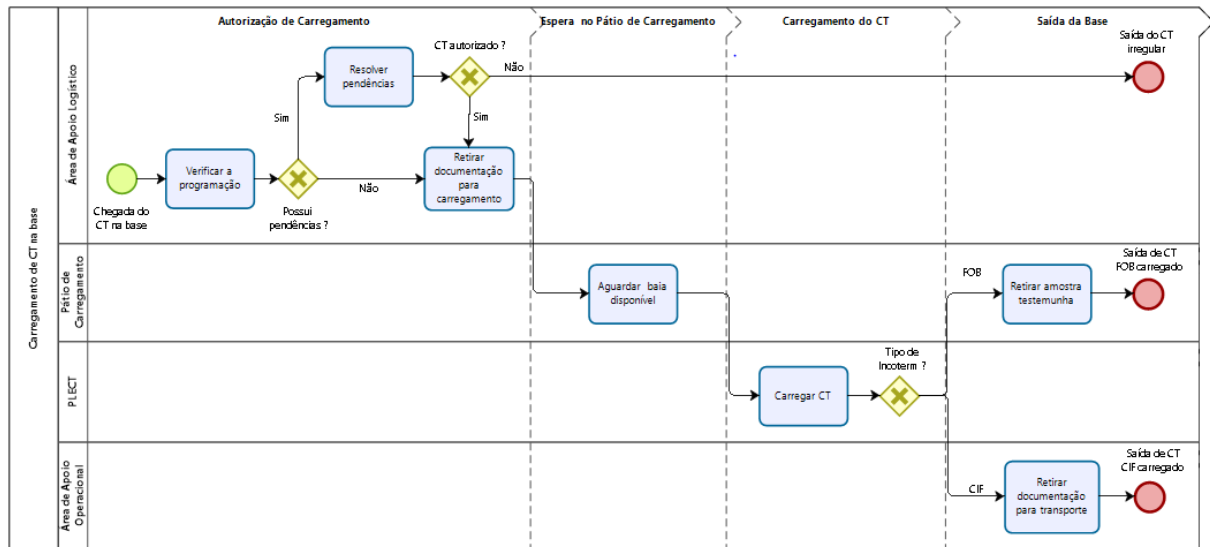 Autorização de Carregamento
Espera no Pátio de Carregamento
Carregamento do CT
Saída da Base
Carregamento de CT na base
Área de Apoio Logístico
Chegada do
CT na base
Verificar a
programação
Possui
pendências ?
Sim
Não
Resolver
pendências
CT autorizado ?
Não
Sim
Retirar
documentação
para
carregamento
Saída do CT
irregular
Pátio de
Carregamento
Aguardar baia
disponível
FOB
Retirar amostra
testemunha
Saída de CT
FOB carregado
PLECT
Carregar CT
Tipo de
Incoterm ?
Área de Apoio
Operacional
CIF
Retirar
documentação
para transporte
Saída de CT
CIF carregado